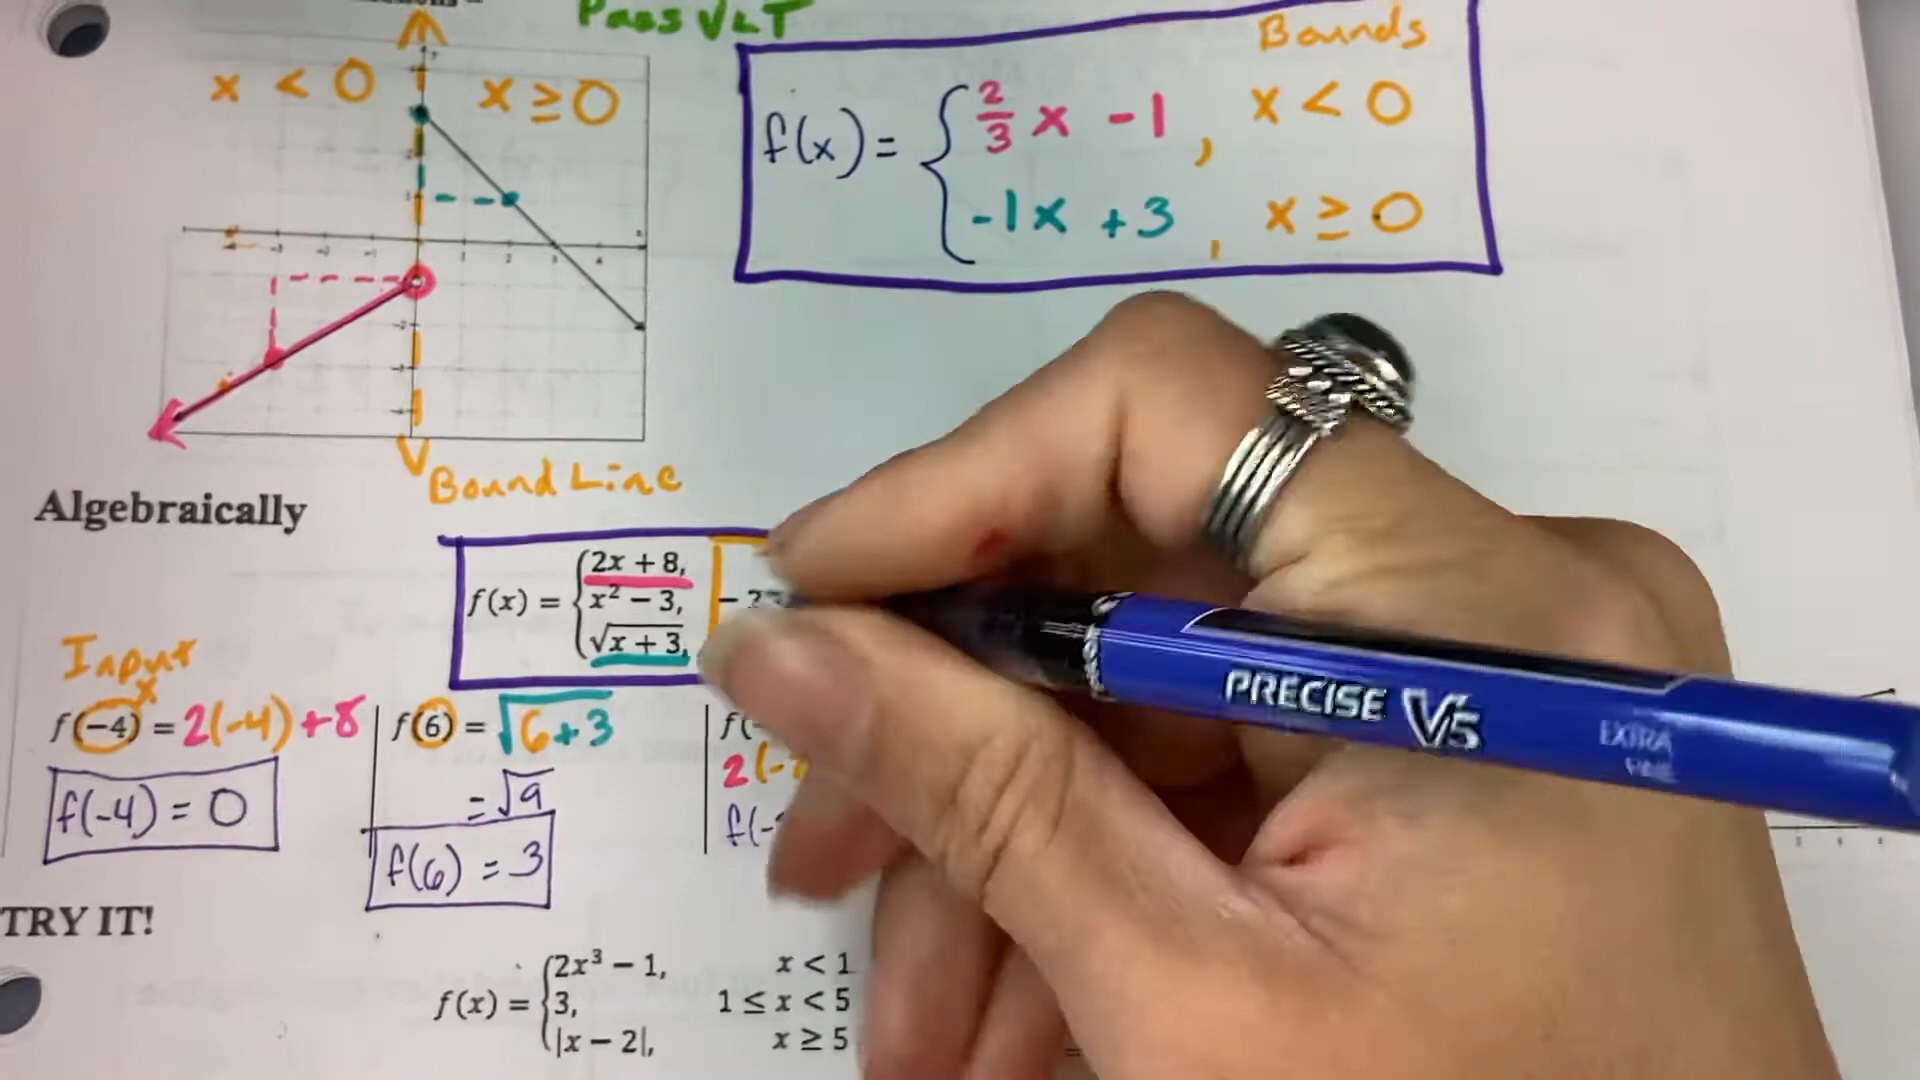 Pass VLT
Bounds
x < 0
x ≥ 0
f(x) = { 2/3 x - 1, x < 0
-1x + 3, x ≥ 0
Bound Line
Algebraically
f(x) = { 2x + 8,
x² − 3,
√(x + 3),
Input
x
f(−4) = 2(-4) + 8
f(6) = √(6+3)
2(-
f(-4) = 0
= √9
f(-
f(6) = 3
TRY IT!
f(x) = { 2x³ − 1, x < 1
3, 1 ≤ x < 5
|x − 2|, x ≥ 5
PRECISE V5
EXTRA
FINE